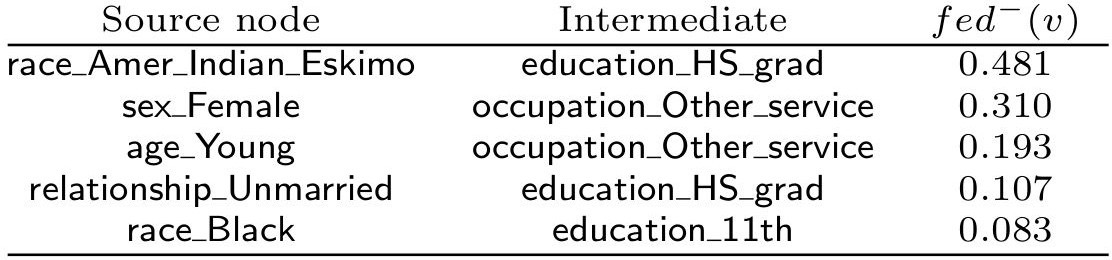 Source node Intermediate fed⁻(v)
race_Amer_Indian_Eskimo education_HS_grad 0.481
sex_Female occupation_Other_service 0.310
age_Young occupation_Other_service 0.193
relationship_Unmarried education_HS_grad 0.107
race_Black education_11th 0.083